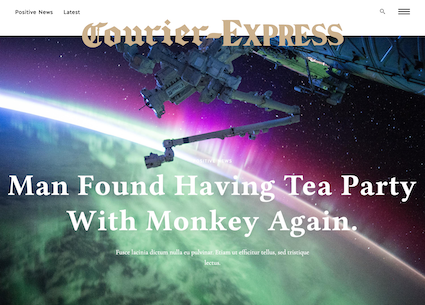 Positive News Latest
Courier-Express
Man Found Having Tea Party
With Monkey Again.
Fusce lacinia dictum nulla eu pulvinar. Etiam ut efficitur tellus, sed tristique
lectus.